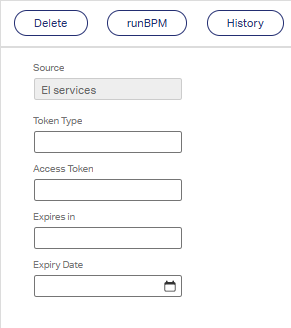 Delete
runBPM
History
Source
EI services
Token Type
Access Token
Expires in
Expiry Date